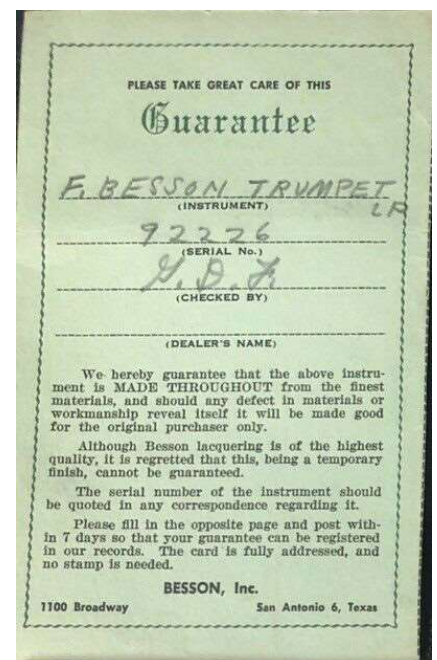 PLEASE TAKE GREAT CARE OF THIS
Guarantee
F. BESSON TRUMPET
LP
(INSTRUMENT)
92226
(SERIAL No.)
G. D. F.
(CHECKED BY)
(DEALER'S NAME)
We hereby guarantee that the above instru-
ment is MADE THROUGHOUT from the finest
materials, and should any defect in materials or
workmanship reveal itself it will be made good
for the original purchaser only.
Although Besson lacquering is of the highest
quality, it is regretted that this, being a temporary
finish, cannot be guaranteed.
The serial number of the instrument should
be quoted in any correspondence regarding it.
Please fill in the opposite page and post with-
in 7 days so that your guarantee can be registered
in our records. The card is fully addressed, and
no stamp is needed.
BESSON, Inc.
1100 Broadway San Antonio 6, Texas